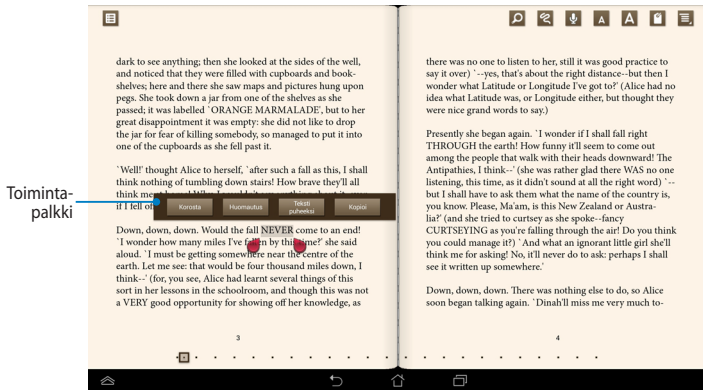 dark to see anything; then she looked at the sides of the well,
and noticed that they were filled with cupboards and book-
shelves; here and there she saw maps and pictures hung upon
pegs. She took down a jar from one of the shelves as she
passed; it was labelled `ORANGE MARMALADE', but to her
great disappointment it was empty: she did not like to drop
the jar for fear of killing somebody, so managed to put it into
one of the cupboards as she fell past it.
`Well!' thought Alice to herself, `after such a fall as this, I shall
think nothing of tumbling down stairs! How brave they'll all
think
if I fell of
Toiminta-
palkki
Korosta
Huomautus
Teksti
puheeksi
Kopioi
Down, down, down. Would the fall NEVER come to an end!
`I wonder how many miles I've fallen by this time?' she said
aloud. `I must be getting somewhere near the centre of the
earth. Let me see: that would be four thousand miles down, I
think--' (for, you see, Alice had learnt several things of this
sort in her lessons in the schoolroom, and though this was not
a VERY good opportunity for showing off her knowledge, as
3
there was no one to listen to her, still it was good practice to
say it over) `--yes, that's about the right distance--but then I
wonder what Latitude or Longitude I've got to?' (Alice had no
idea what Latitude was, or Longitude either, but thought they
were nice grand words to say.)
Presently she began again. `I wonder if I shall fall right
THROUGH the earth! How funny it'll seem to come out
among the people that walk with their heads downward! The
Antipathies, I think--' (she was rather glad there WAS no one
listening, this time, as it didn't sound at all the right word) `--
but I shall have to ask them what the name of the country is,
you know. Please, Ma'am, is this New Zealand or Austra-
lia?' (and she tried to curtsey as she spoke--fancy
CURTSEYING as you're falling through the air! Do you think
you could manage it?) `And what an ignorant little girl she'll
think me for asking! No, it'll never do to ask: perhaps I shall
see it written up somewhere.'
Down, down, down. There was nothing else to do, so Alice
soon began talking again. `Dinah'll miss me very much to-
4